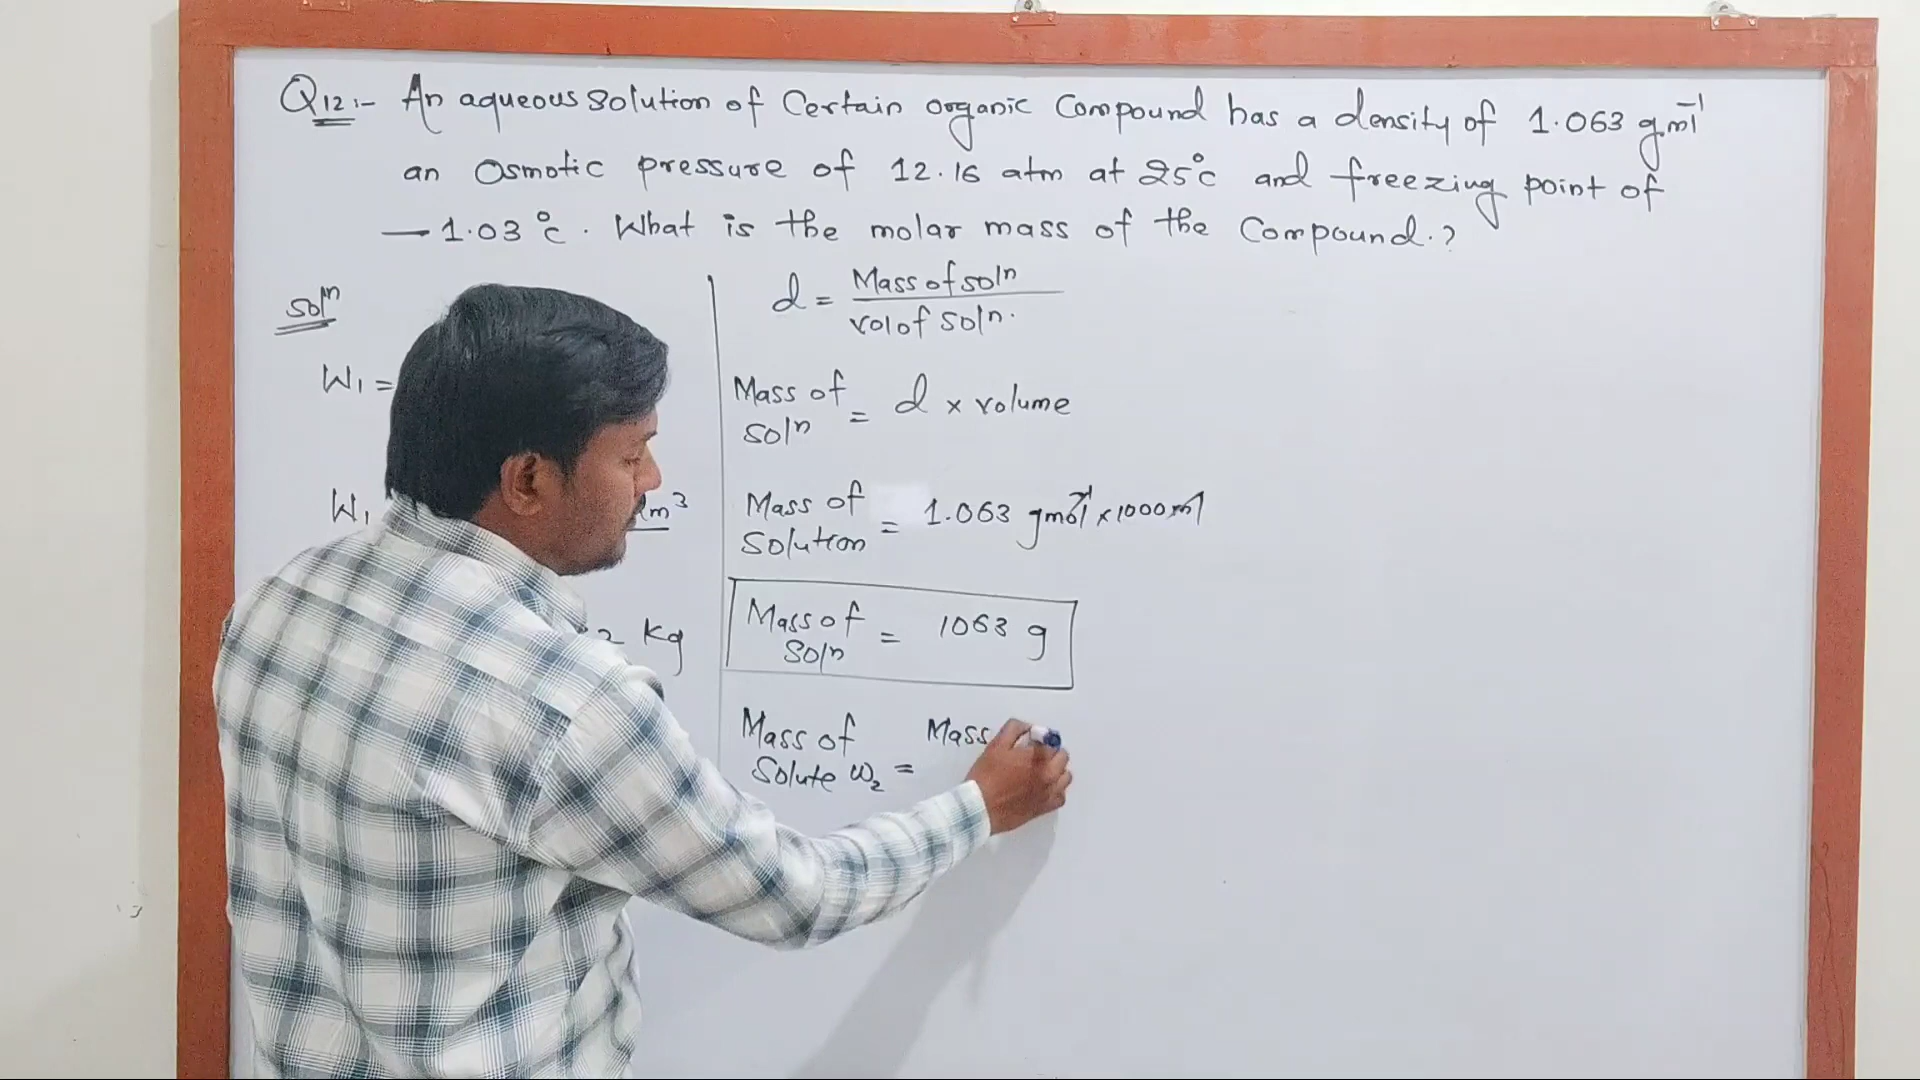 Q12:- An aqueous solution of Certain organic Compound has a density of 1.063 g.ml⁻¹
an Osmotic pressure of 12.16 atm at 25°C and freezing point of
—1.03°C. What is the molar mass of the Compound.?
solⁿ
W₁ =
W₁ m³
2 Kg
d = Mass of solⁿ
vol of solⁿ.
Mass of = d × volume
solⁿ
Mass of = 1.063 gmol⁻¹ × 1000 ml
Solution
Mass of = 1063 g
Solⁿ
Mass of Mass
Solute W₂ =